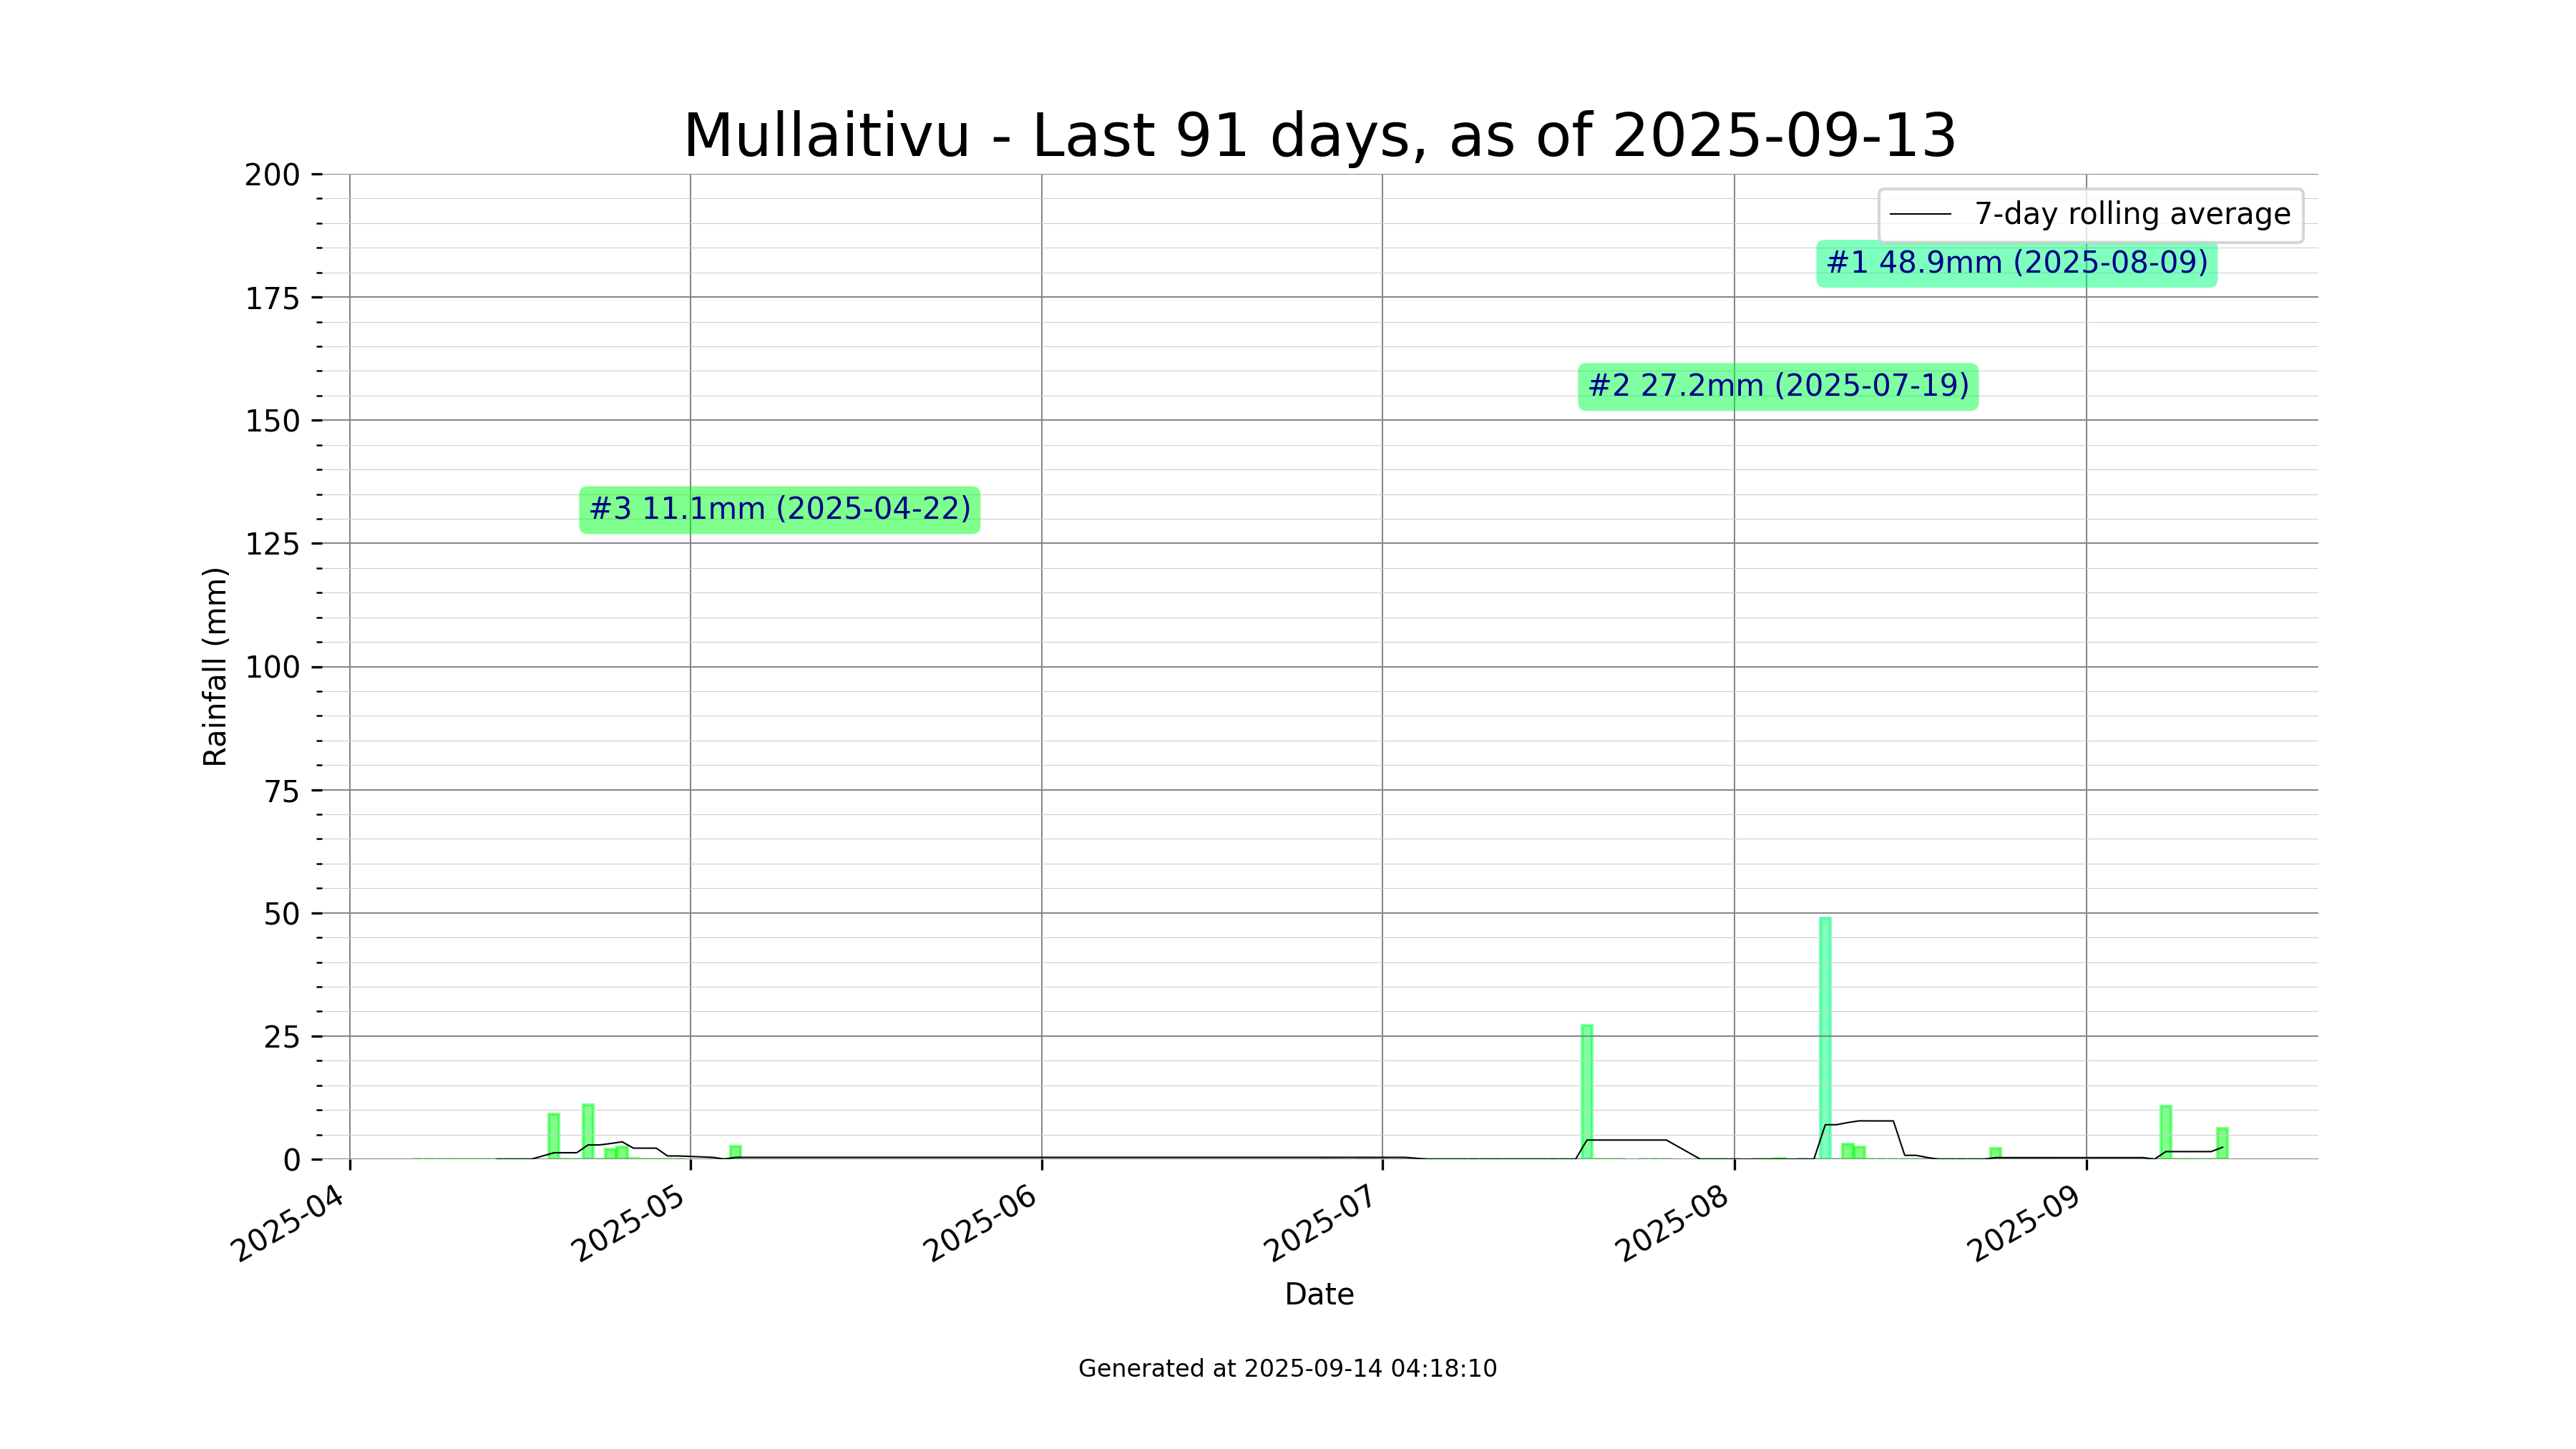 Mullaitivu - Last 91 days, as of 2025-09-13
200
175
150
125
100
75
50
25
0
Rainfall (mm)
7-day rolling average
#1 48.9mm (2025-08-09)
#2 27.2mm (2025-07-19)
#3 11.1mm (2025-04-22)
2025-04
2025-05
2025-06
2025-07
2025-08
2025-09
Date
Generated at 2025-09-14 04:18:10